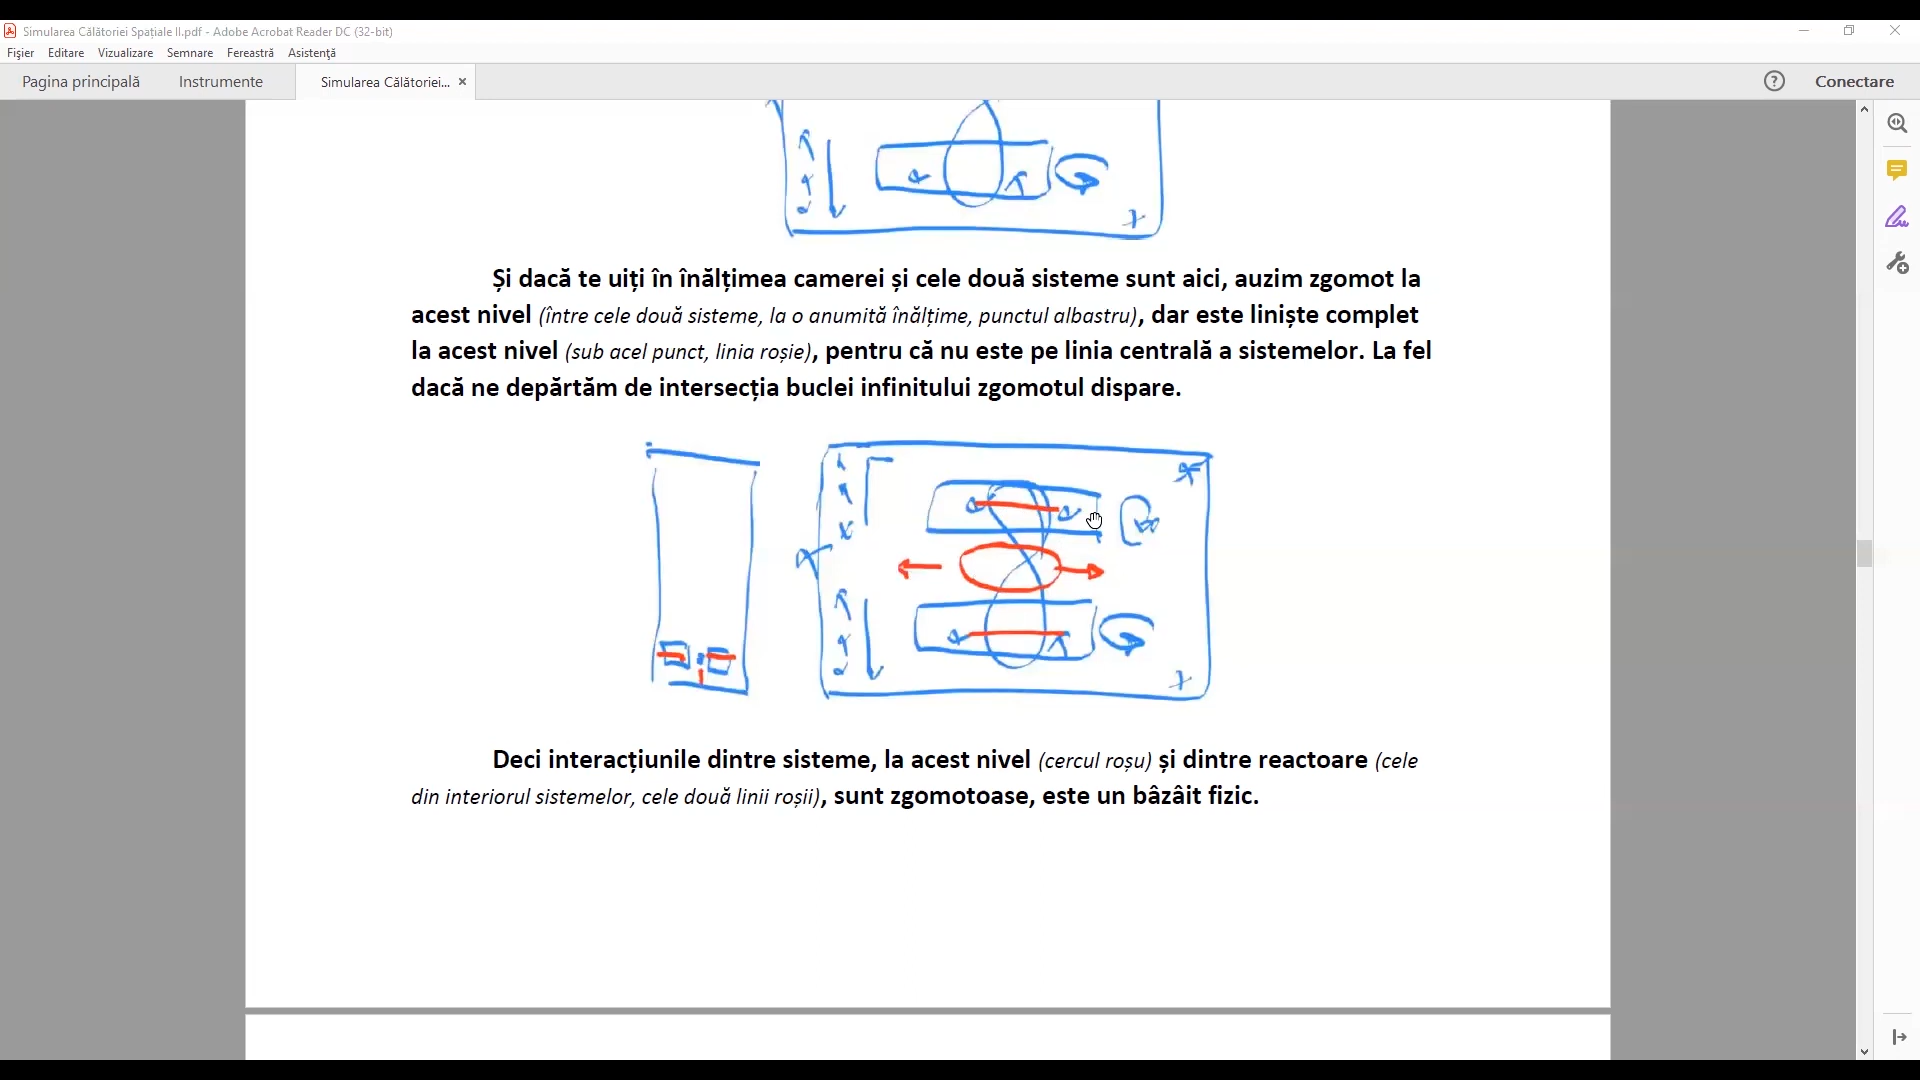 Simularea Călătoriei Spațiale II.pdf - Adobe Acrobat Reader DC (32-bit)
Fișier Editare Vizualizare Semnare Fereastră Asistență
Pagina principală Instrumente Simularea Călătoriei... × Conectare
Și dacă te uiți în înălțimea camerei și cele două sisteme sunt aici, auzim zgomot la
acest nivel (între cele două sisteme, la o anumită înălțime, punctul albastru), dar este liniște complet
la acest nivel (sub acel punct, linia roșie), pentru că nu este pe linia centrală a sistemelor. La fel
dacă ne depărtăm de intersecția buclei infinitului zgomotul dispare.
Deci interacțiunile dintre sisteme, la acest nivel (cercul roșu) și dintre reactoare (cele
din interiorul sistemelor, cele două linii roșii), sunt zgomotoase, este un bâzâit fizic.